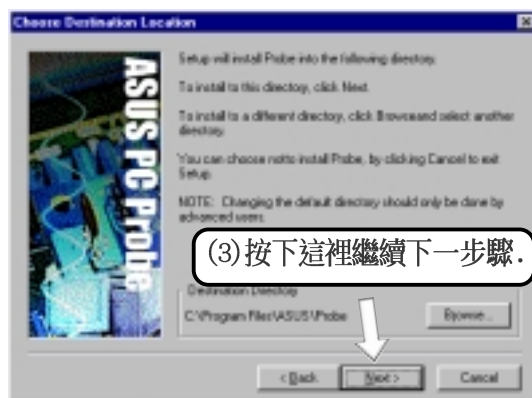 Choose Destination Location
ASUS PC Probe
Setup will install Probe into the following directory.
To install to this directory, click Next.
To install to a different directory, click Browse and select another
directory.
You can choose not to install Probe, by clicking Cancel to exit
Setup.
NOTE: Changing the default directory should only be done by
advanced users.
(3)按下這裡繼續下一步驟.
Destination Directory
C:\Program Files\ASUS\Probe
Browse...
< Back
Next >
Cancel